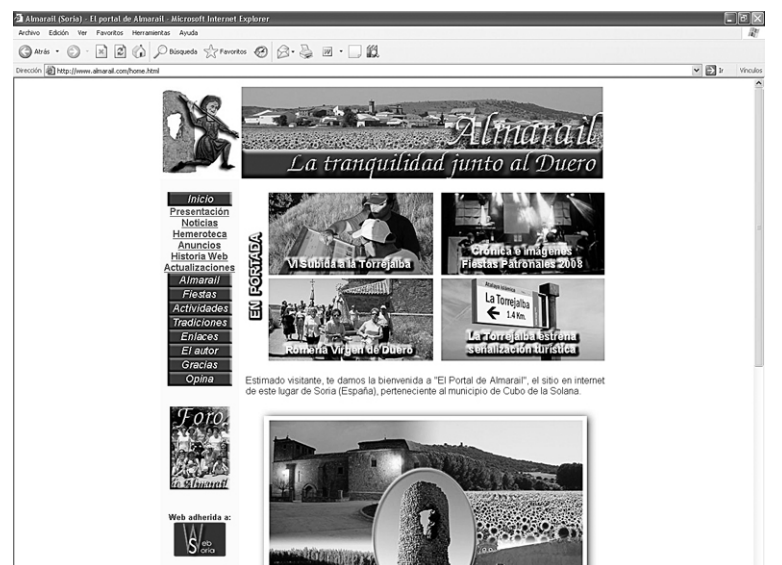 Almarail (Soria) - El portal de Almarail - Microsoft Internet Explorer
Archivo Edición Ver Favoritos Herramientas Ayuda
Atrás Búsqueda Favoritos
Dirección http://www.almarail.com/home.html Ir Vínculos
Almarail
La tranquilidad junto al Duero
Inicio
Presentación
Noticias
Hemeroteca
Anuncios
Historia Web
Actualizaciones
Almarail
Fiestas
Actividades
Tradiciones
Enlaces
El autor
Gracias
Opina
EN PORTADA
VI Subida a la Torrejalba
Crónica e imágenes
Fiestas Patronales 2008
Romería Virgen de Duero
Atalaya islámica
La Torrejalba
1.4 Km.
La Torrejalba estrena
señalización turística
Estimado visitante, te damos la bienvenida a "El Portal de Almarail", el sitio en internet
de este lugar de Soria (España), perteneciente al municipio de Cubo de la Solana.
Foro
de Almarail
Web adherida a:
Web
Soria